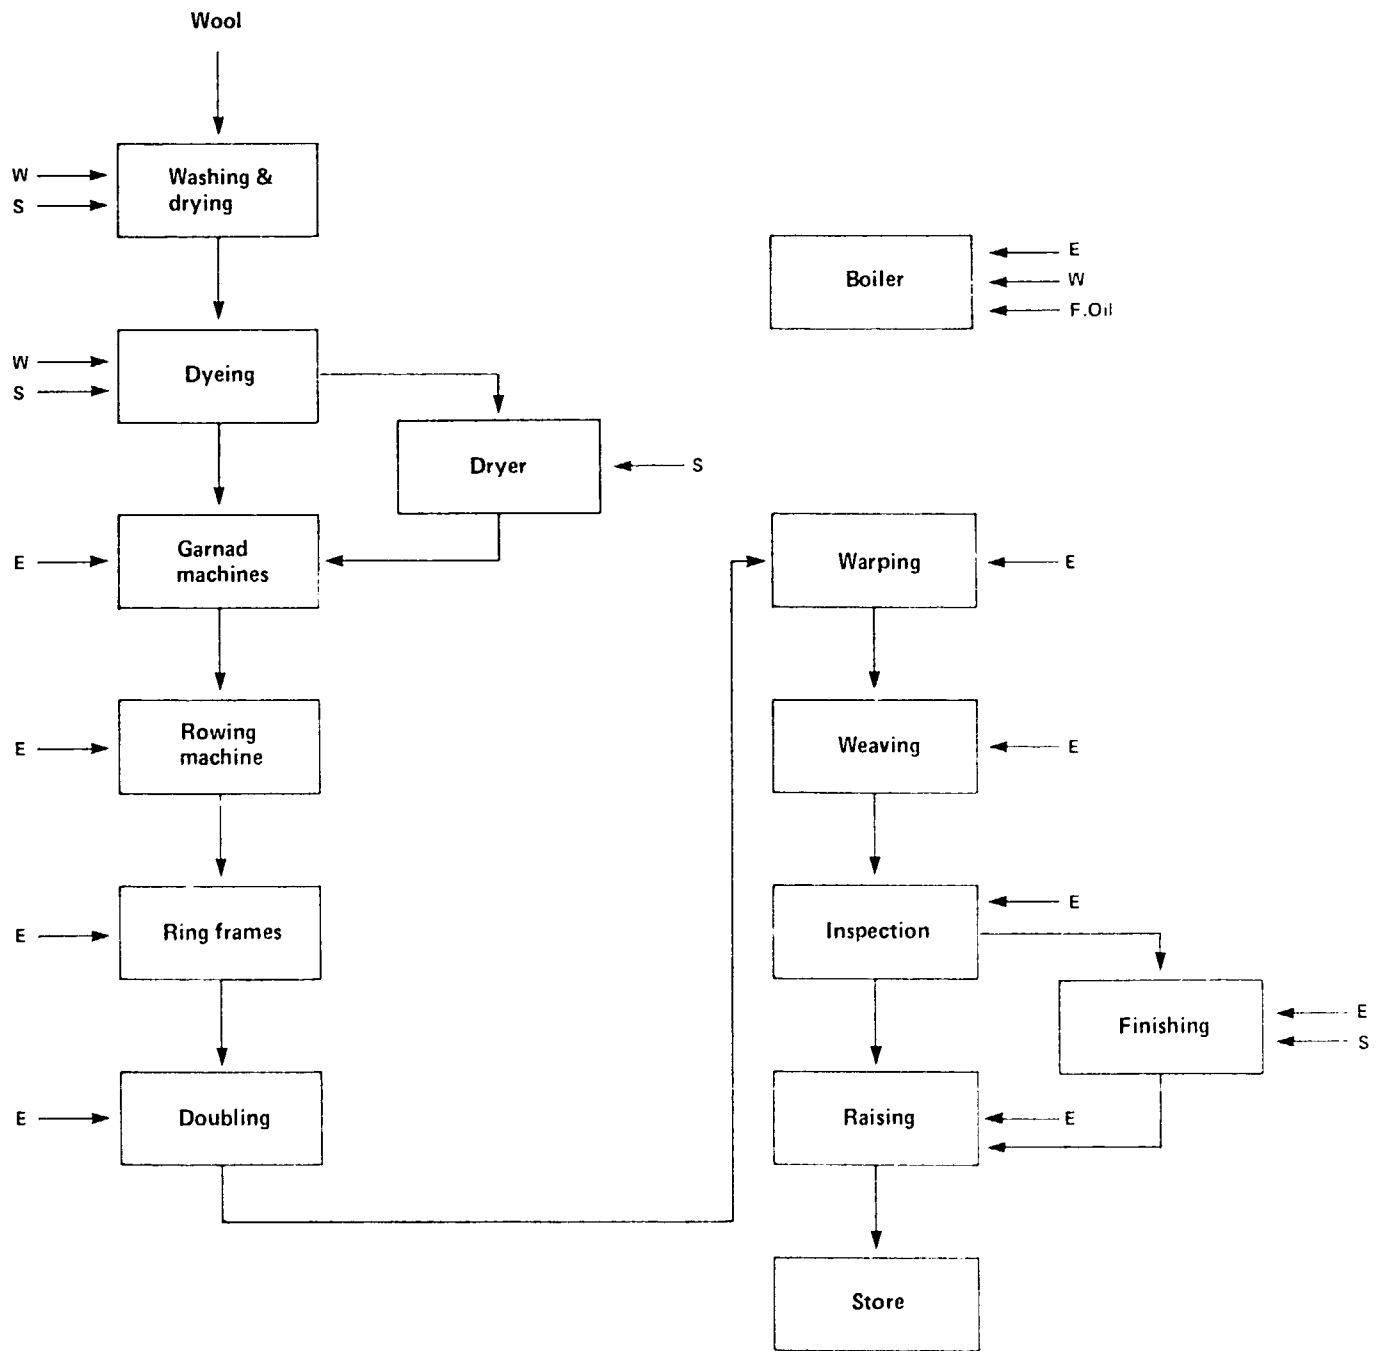 Wool
W
S
Washing &
drying
Boiler
E
W
F.Oil
W
S
Dyeing
Dryer
S
E
Garnad
machines
Warping
E
E
Rowing
machine
Weaving
E
E
Ring frames
Inspection
E
Finishing
E
S
E
Doubling
Raising
E
Store